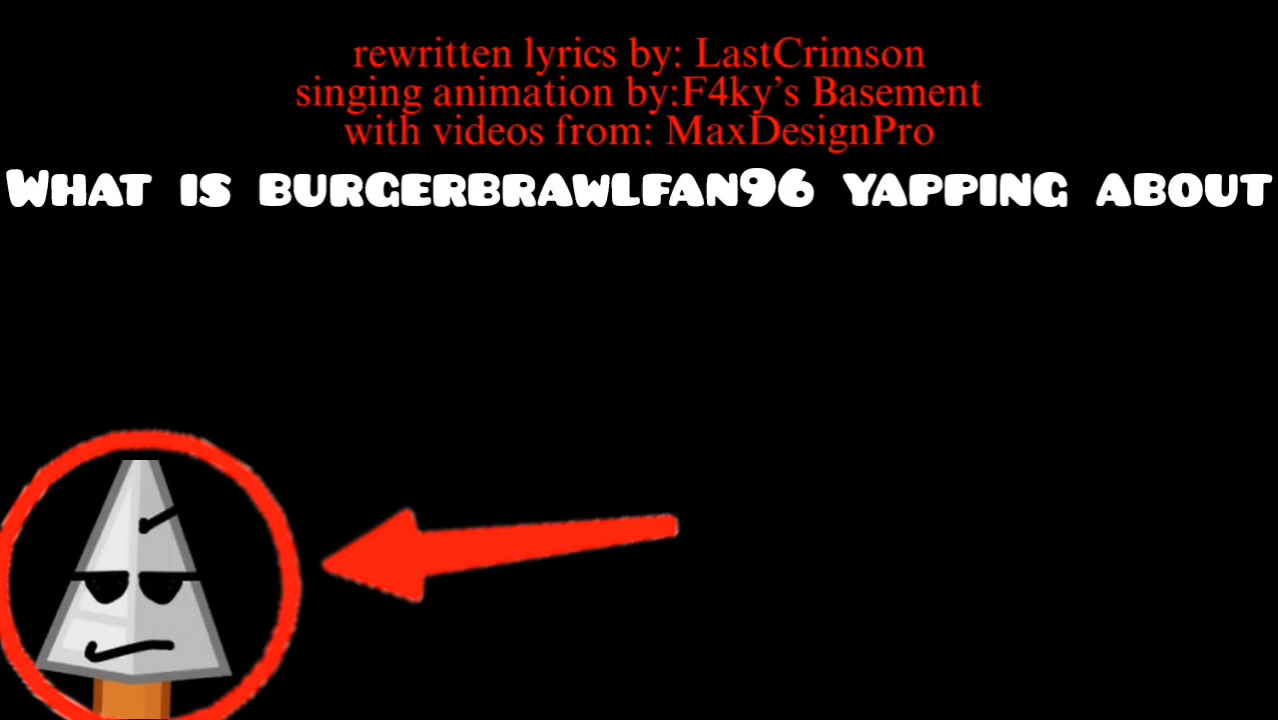 rewritten lyrics by: LastCrimson
singing animation by:F4ky’s Basement
with videos from: MaxDesignPro
What is burgerbrawlfan96 yapping about